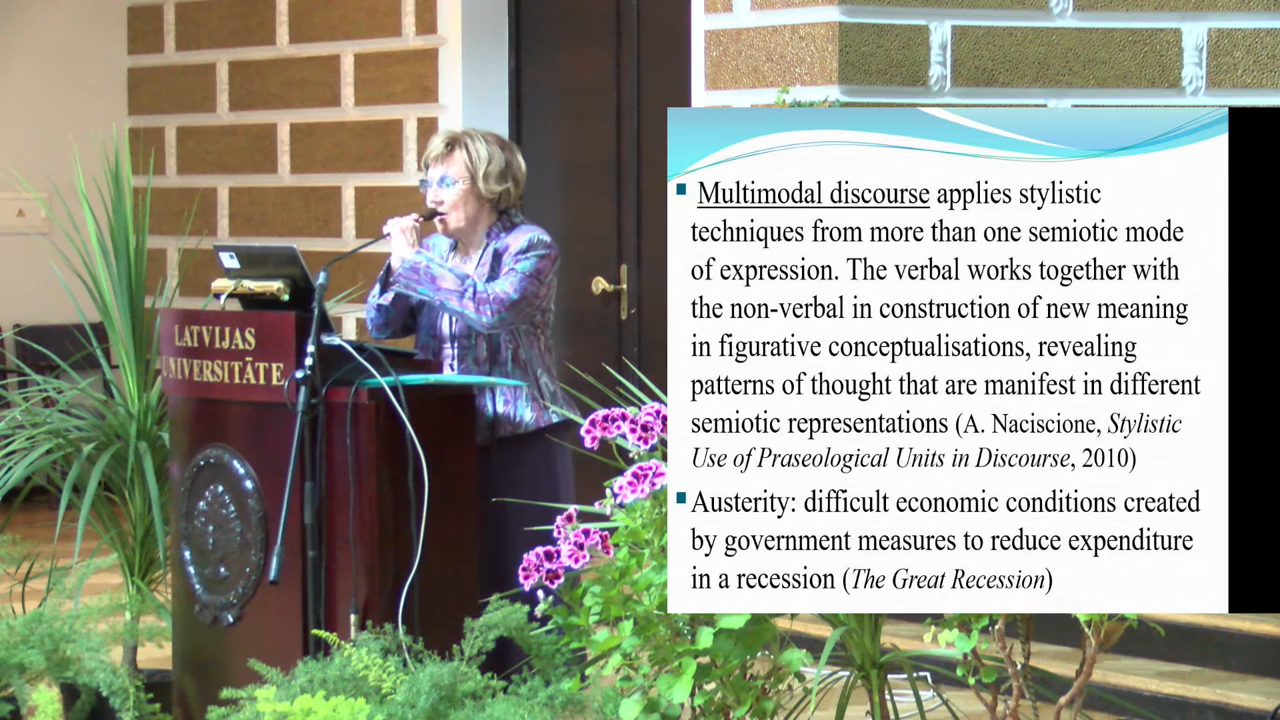 LATVIJAS
UNIVERSITĀTE
Multimodal discourse applies stylistic
techniques from more than one semiotic mode
of expression. The verbal works together with
the non-verbal in construction of new meaning
in figurative conceptualisations, revealing
patterns of thought that are manifest in different
semiotic representations (A. Naciscione, Stylistic
Use of Praseological Units in Discourse, 2010)
Austerity: difficult economic conditions created
by government measures to reduce expenditure
in a recession (The Great Recession)